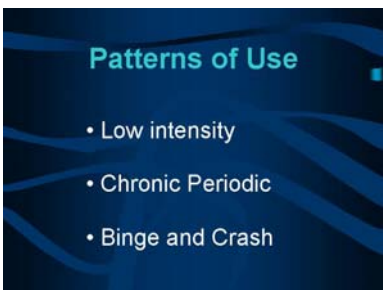 Patterns of Use
• Low intensity
• Chronic Periodic
• Binge and Crash